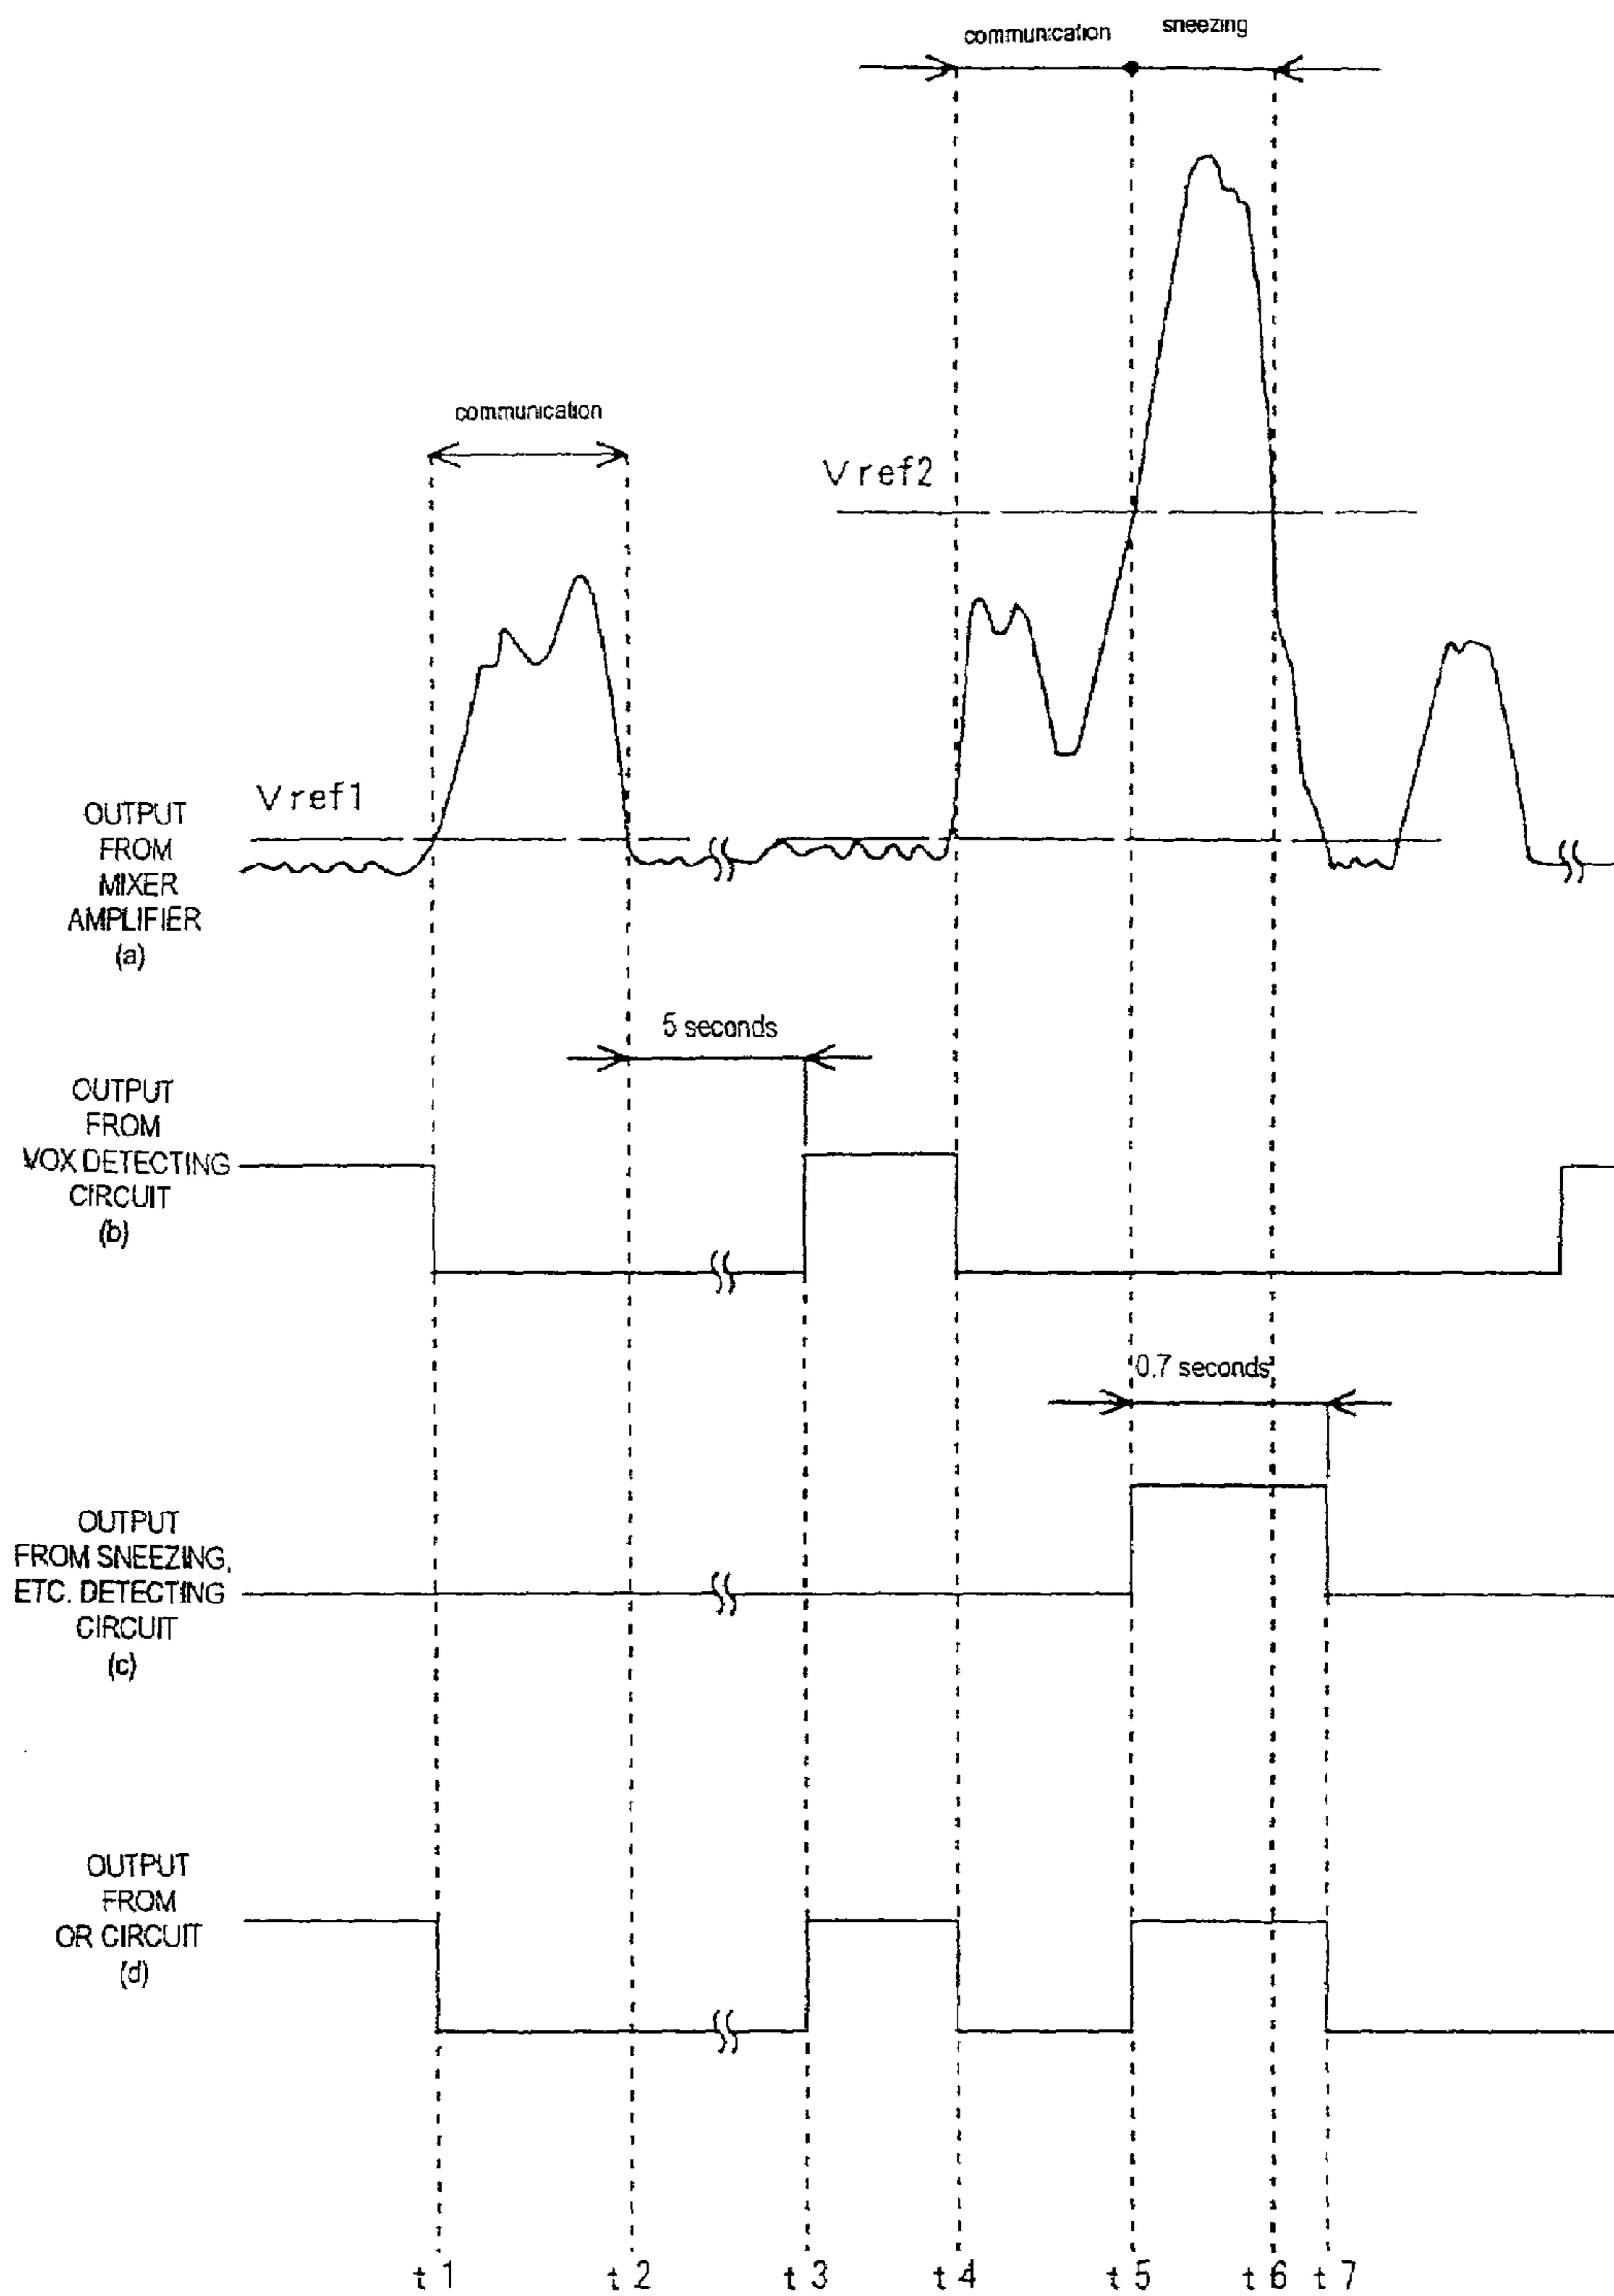 communication
sneezing
communication
Vref2
Vref1
OUTPUT
FROM
MIXER
AMPLIFIER
(a)
5 seconds
OUTPUT
FROM
VOX DETECTING
CIRCUIT
(b)
0.7 seconds
OUTPUT
FROM SNEEZING,
ETC. DETECTING
CIRCUIT
(c)
OUTPUT
FROM
OR CIRCUIT
(d)
t1 t2 t3 t4 t5 t6 t7